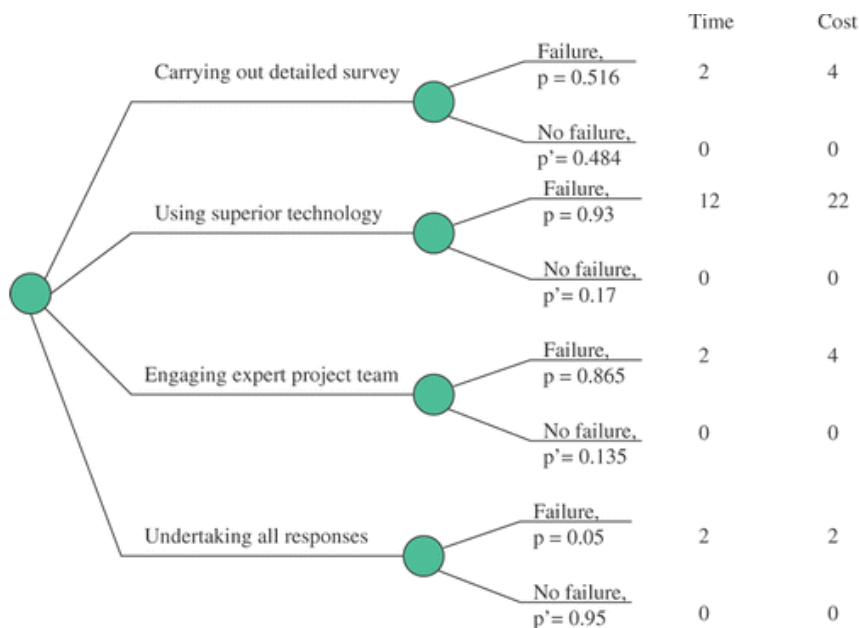 Time Cost
Failure,
Carrying out detailed survey
p = 0.516 2 4
No failure,
p’= 0.484 0 0
Failure,
Using superior technology
p = 0.93 12 22
No failure,
p’= 0.17 0 0
Failure,
Engaging expert project team
p = 0.865 2 4
No failure,
p’= 0.135 0 0
Failure,
Undertaking all responses
p = 0.05 2 2
No failure,
p’= 0.95 0 0